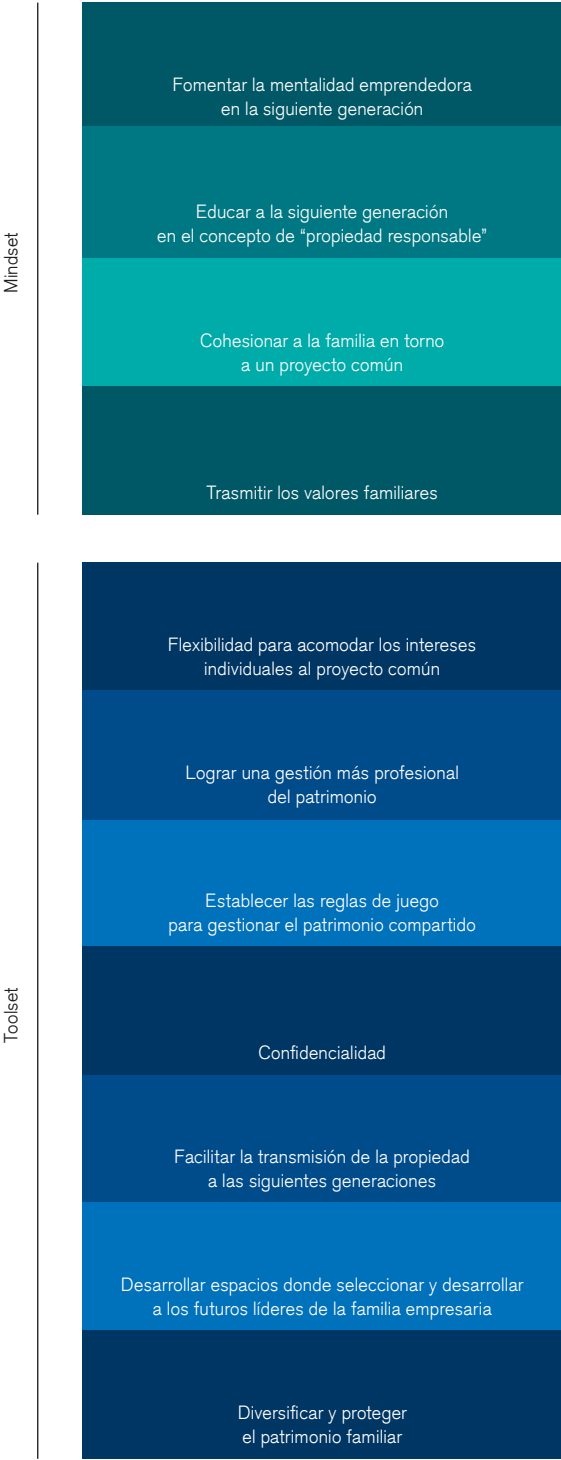 Mindset
Fomentar la mentalidad emprendedora
en la siguiente generación
Educar a la siguiente generación
en el concepto de “propiedad responsable”
Cohesionar a la familia en torno
a un proyecto común
Trasmitir los valores familiares
Toolset
Flexibilidad para acomodar los intereses
individuales al proyecto común
Lograr una gestión más profesional
del patrimonio
Establecer las reglas de juego
para gestionar el patrimonio compartido
Confidencialidad
Facilitar la transmisión de la propiedad
a las siguientes generaciones
Desarrollar espacios donde seleccionar y desarrollar
a los futuros líderes de la familia empresaria
Diversificar y proteger
el patrimonio familiar